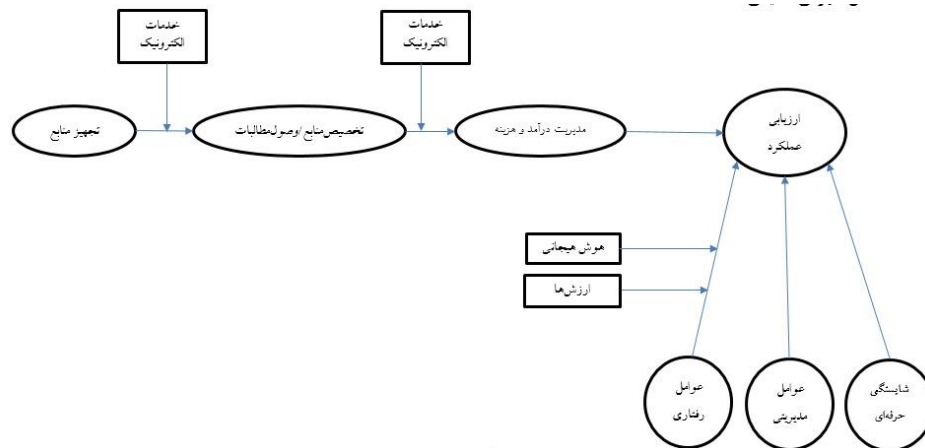 خدمات
الکترونیک
خدمات
الکترونیک
تجهیز منابع
تخصیص‌منابع/وصول‌مطالبات
مدیریت درآمد و هزینه
ارزیابی
عملکرد
هوش هیجانی
ارزش‌ها
عوامل
رفتاری
عوامل
مدیریتی
شایستگی
حرفه‌ای